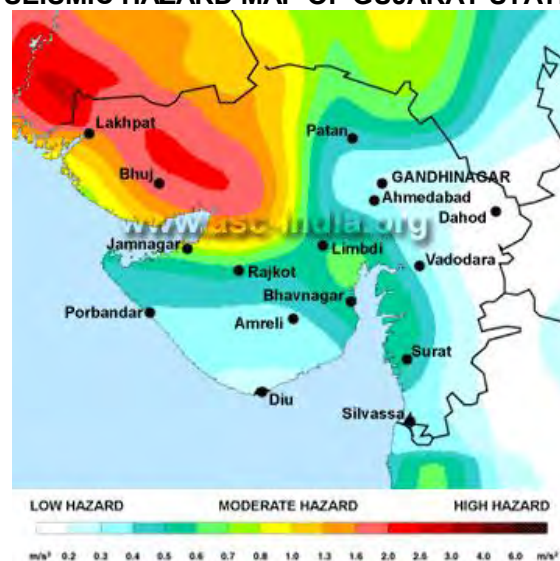 SEISMIC HAZARD MAP OF GUJARAT STATE
Lakhpat
Patan
Bhuj
GANDHINAGAR
Ahmedabad
Dahod
www.asc-india.org
Jamnagar
Limbdi
Rajkot
Vadodara
Bhavnagar
Porbandar
Amreli
Surat
Diu
Silvassa
LOW HAZARD MODERATE HAZARD HIGH HAZARD
m/s² 0.2 0.3 0.4 0.5 0.6 0.7 0.8 1.0 1.3 1.6 2.0 2.5 3.0 4.0 6.0 m/s²